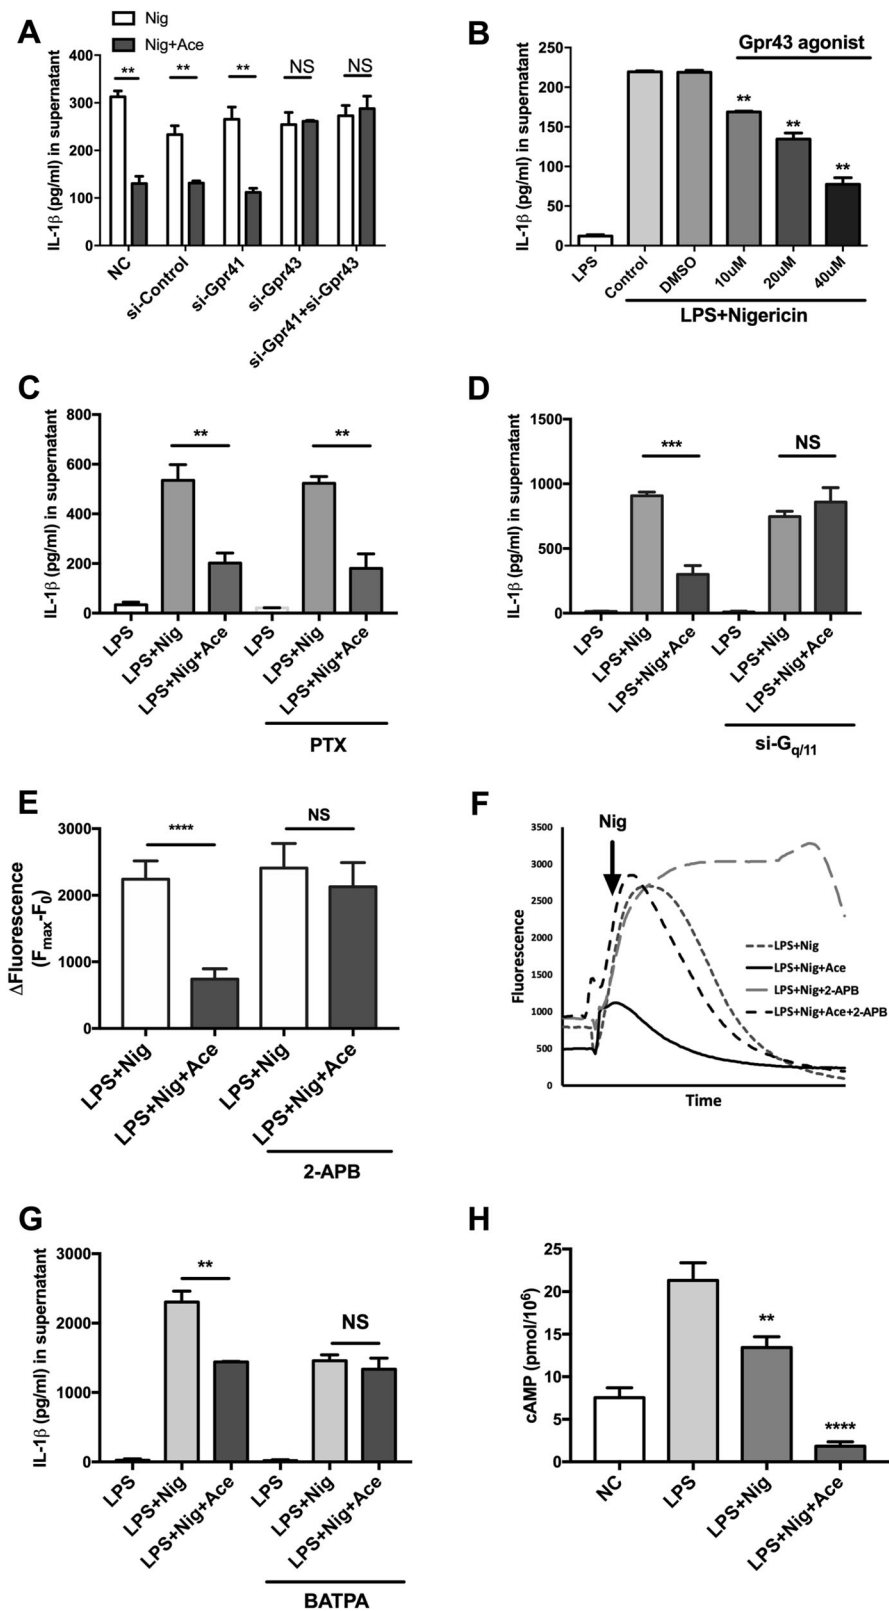 A
Nig
Nig+Ace
IL-1β (pg/ml) in supernatant
400
300
200
100
0
**
**
**
NS
NS
NC
si-Control
si-Gpr41
si-Gpr43
si-Gpr41+si-Gpr43
B
Gpr43 agonist
IL-1β (pg/ml) in supernatant
250
200
150
100
50
0
**
**
**
LPS
Control
DMSO
10uM
20uM
40uM
LPS+Nigericin
C
IL-1β (pg/ml) in supernatant
800
600
400
200
0
**
**
LPS
LPS+Nig
LPS+Nig+Ace
LPS
LPS+Nig
LPS+Nig+Ace
PTX
D
IL-1β (pg/ml) in supernatant
1500
1000
500
0
***
NS
LPS
LPS+Nig
LPS+Nig+Ace
LPS
LPS+Nig
LPS+Nig+Ace
si-Gq/11
E
ΔFluorescence
(Fmax-F0)
3000
2000
1000
0
****
NS
LPS+Nig
LPS+Nig+Ace
LPS+Nig
LPS+Nig+Ace
2-APB
F
Nig
Fluorescence
3500
3000
2500
2000
1500
1000
500
0
LPS+Nig
LPS+Nig+Ace
LPS+Nig+2-APB
LPS+Nig+Ace+2-APB
Time
G
IL-1β (pg/ml) in supernatant
3000
2000
1000
0
**
NS
LPS
LPS+Nig
LPS+Nig+Ace
LPS
LPS+Nig
LPS+Nig+Ace
BATPA
H
cAMP (pmol/10⁶)
25
20
15
10
5
0
**
****
NC
LPS
LPS+Nig
LPS+Nig+Ace